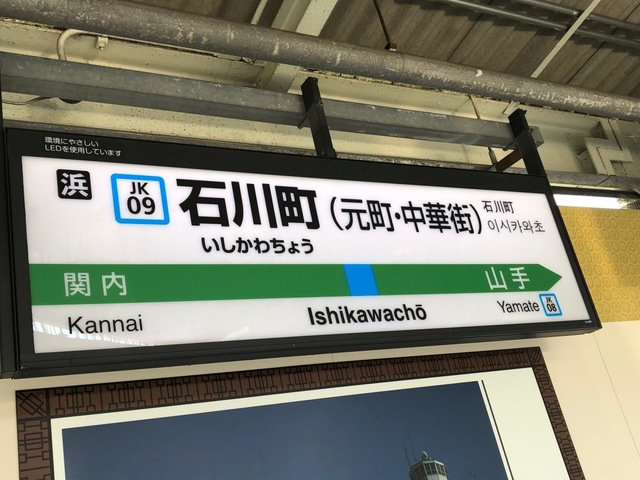 環境にやさしい
LEDを使用しています
浜
JK
09
石川町(元町・中華街)
石川町
이시카와초
いしかわちょう
関内
山手
Kannai
Ishikawachō
Yamate
JK
08